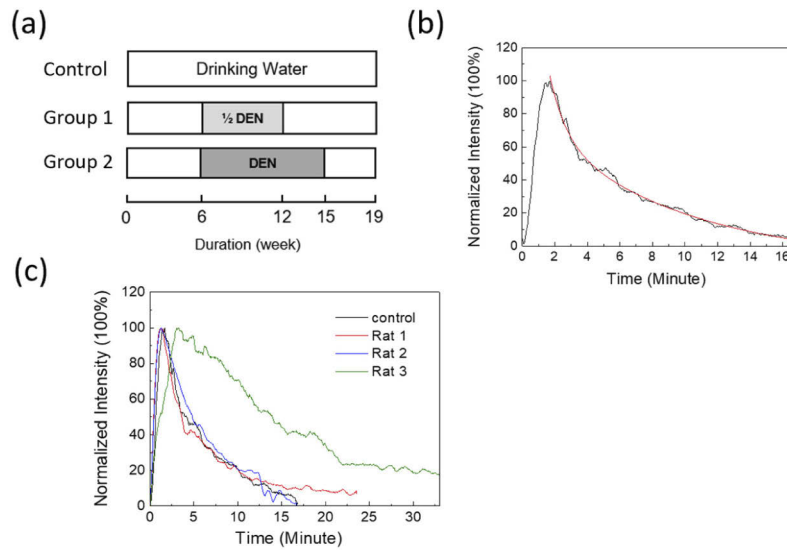 (a)
Control
Drinking Water
Group 1
½ DEN
Group 2
DEN
0 6 12 15 19
Duration (week)
(b)
Normalized Intensity (100%)
120
100
80
60
40
20
0
0 2 4 6 8 10 12 14 16
Time (Minute)
(c)
Normalized Intensity (100%)
120
100
80
60
40
20
0
control
Rat 1
Rat 2
Rat 3
0 5 10 15 20 25 30
Time (Minute)